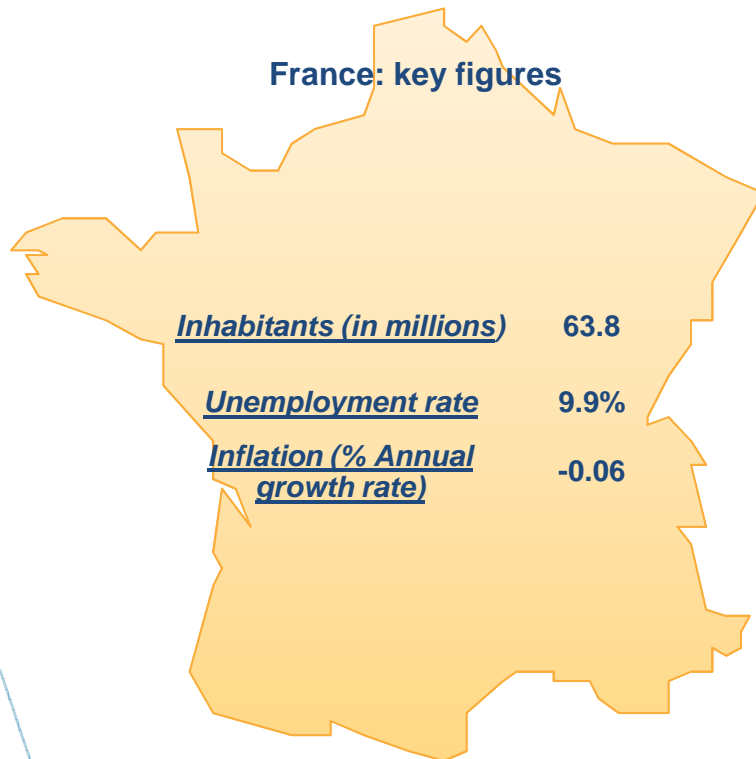 France: key figures
Inhabitants (in millions) 63.8
Unemployment rate 9.9%
Inflation (% Annual
growth rate) -0.06